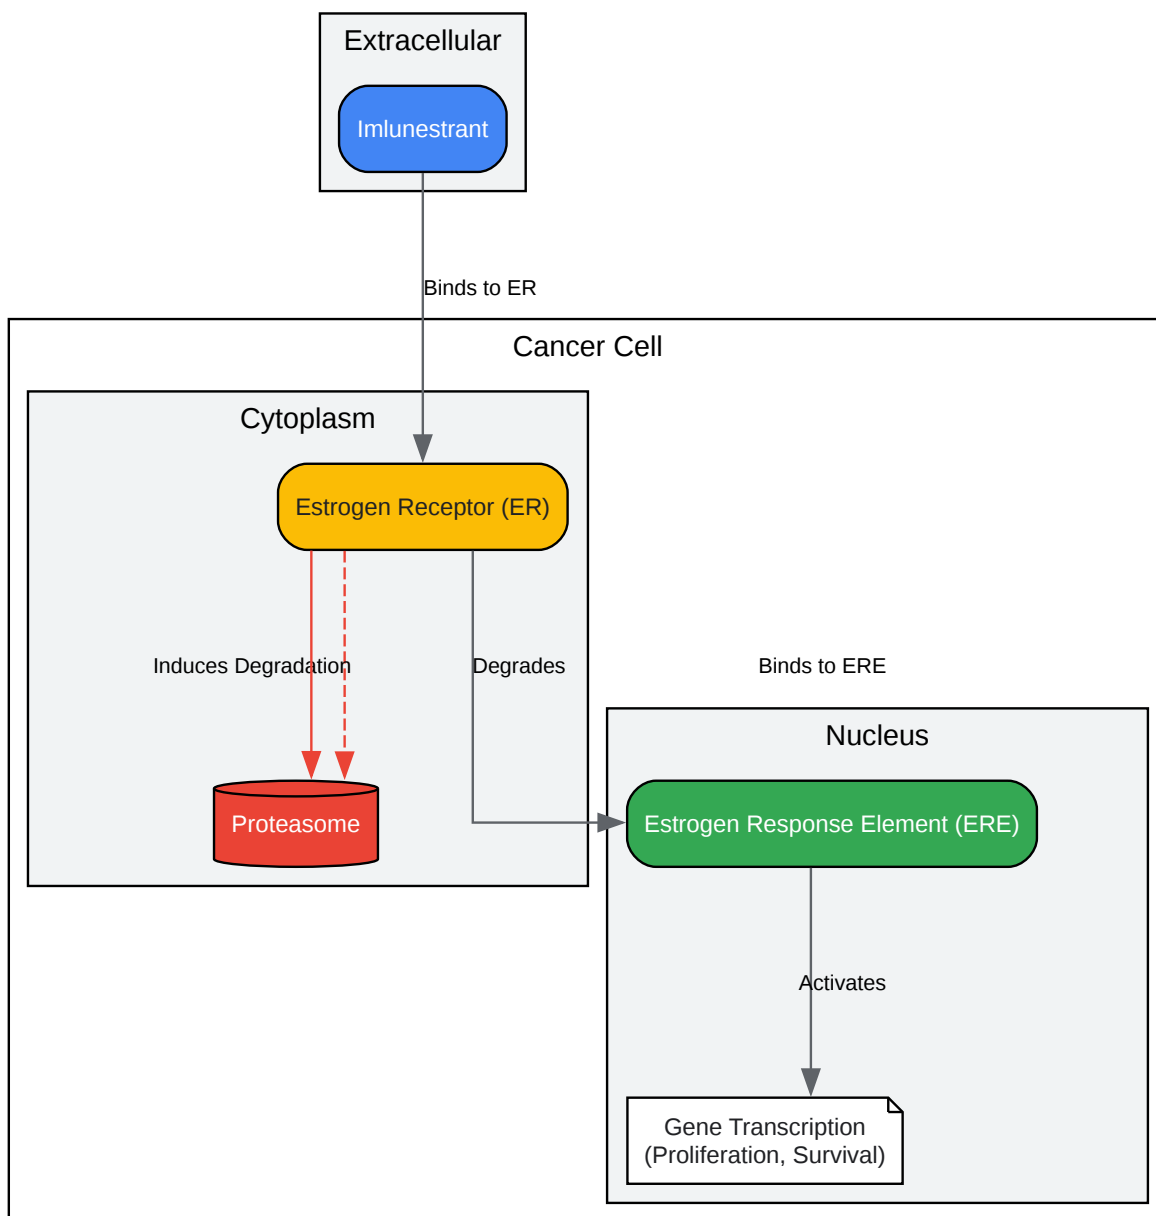 Extracellular
Imlunestrant
Binds to ER
Cancer Cell
Cytoplasm
Estrogen Receptor (ER)
Induces Degradation
Degrades
Binds to ERE
Nucleus
Proteasome
Estrogen Response Element (ERE)
Activates
Gene Transcription
(Proliferation, Survival)